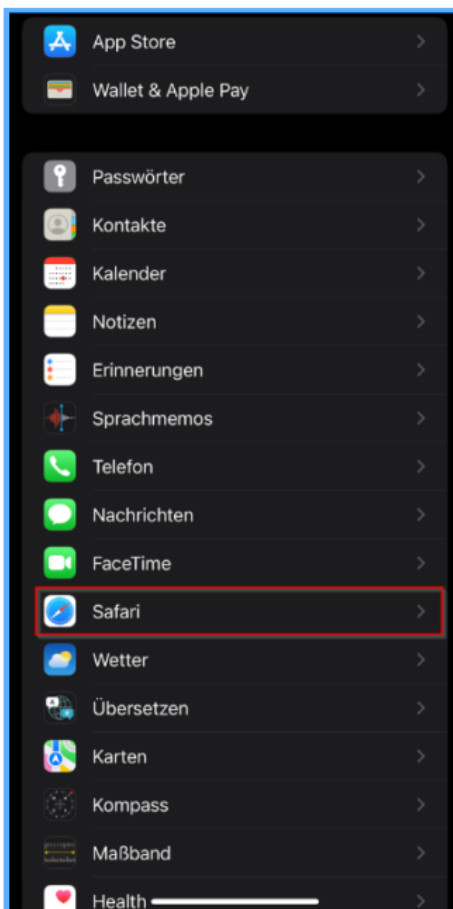 App Store
Wallet & Apple Pay
Passwörter
Kontakte
Kalender
Notizen
Erinnerungen
Sprachmemos
Telefon
Nachrichten
FaceTime
Safari
Wetter
Übersetzen
Karten
Kompass
Maßband
Health